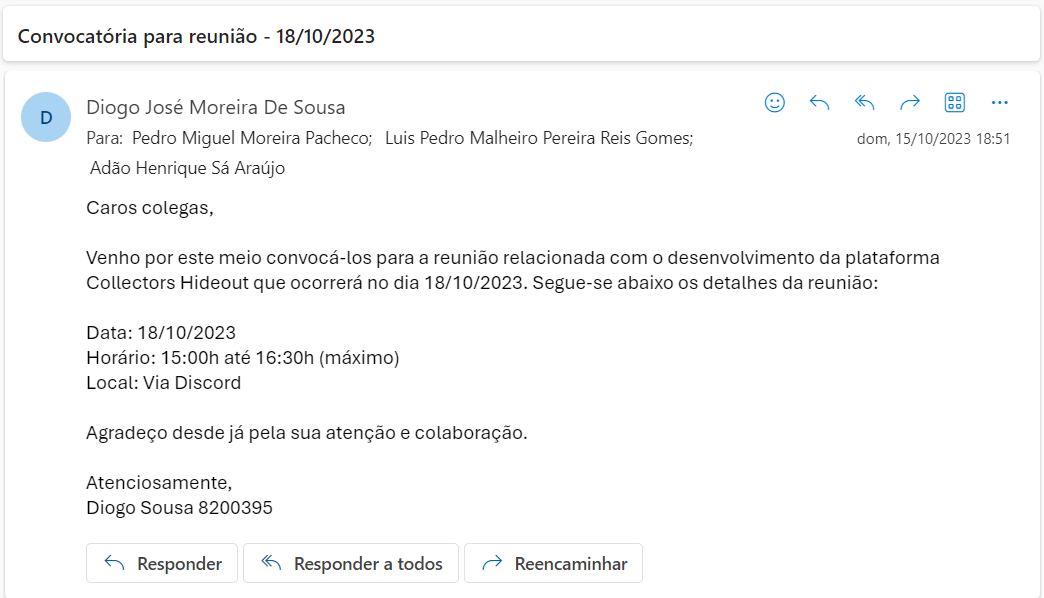 Convocatória para reunião - 18/10/2023
D
Diogo José Moreira De Sousa
Para: Pedro Miguel Moreira Pacheco; Luis Pedro Malheiro Pereira Reis Gomes;
dom, 15/10/2023 18:51
Adão Henrique Sá Araújo
Caros colegas,
Venho por este meio convocá-los para a reunião relacionada com o desenvolvimento da plataforma
Collectors Hideout que ocorrerá no dia 18/10/2023. Segue-se abaixo os detalhes da reunião:
Data: 18/10/2023
Horário: 15:00h até 16:30h (máximo)
Local: Via Discord
Agradeço desde já pela sua atenção e colaboração.
Atenciosamente,
Diogo Sousa 8200395
Responder Responder a todos Reencaminhar